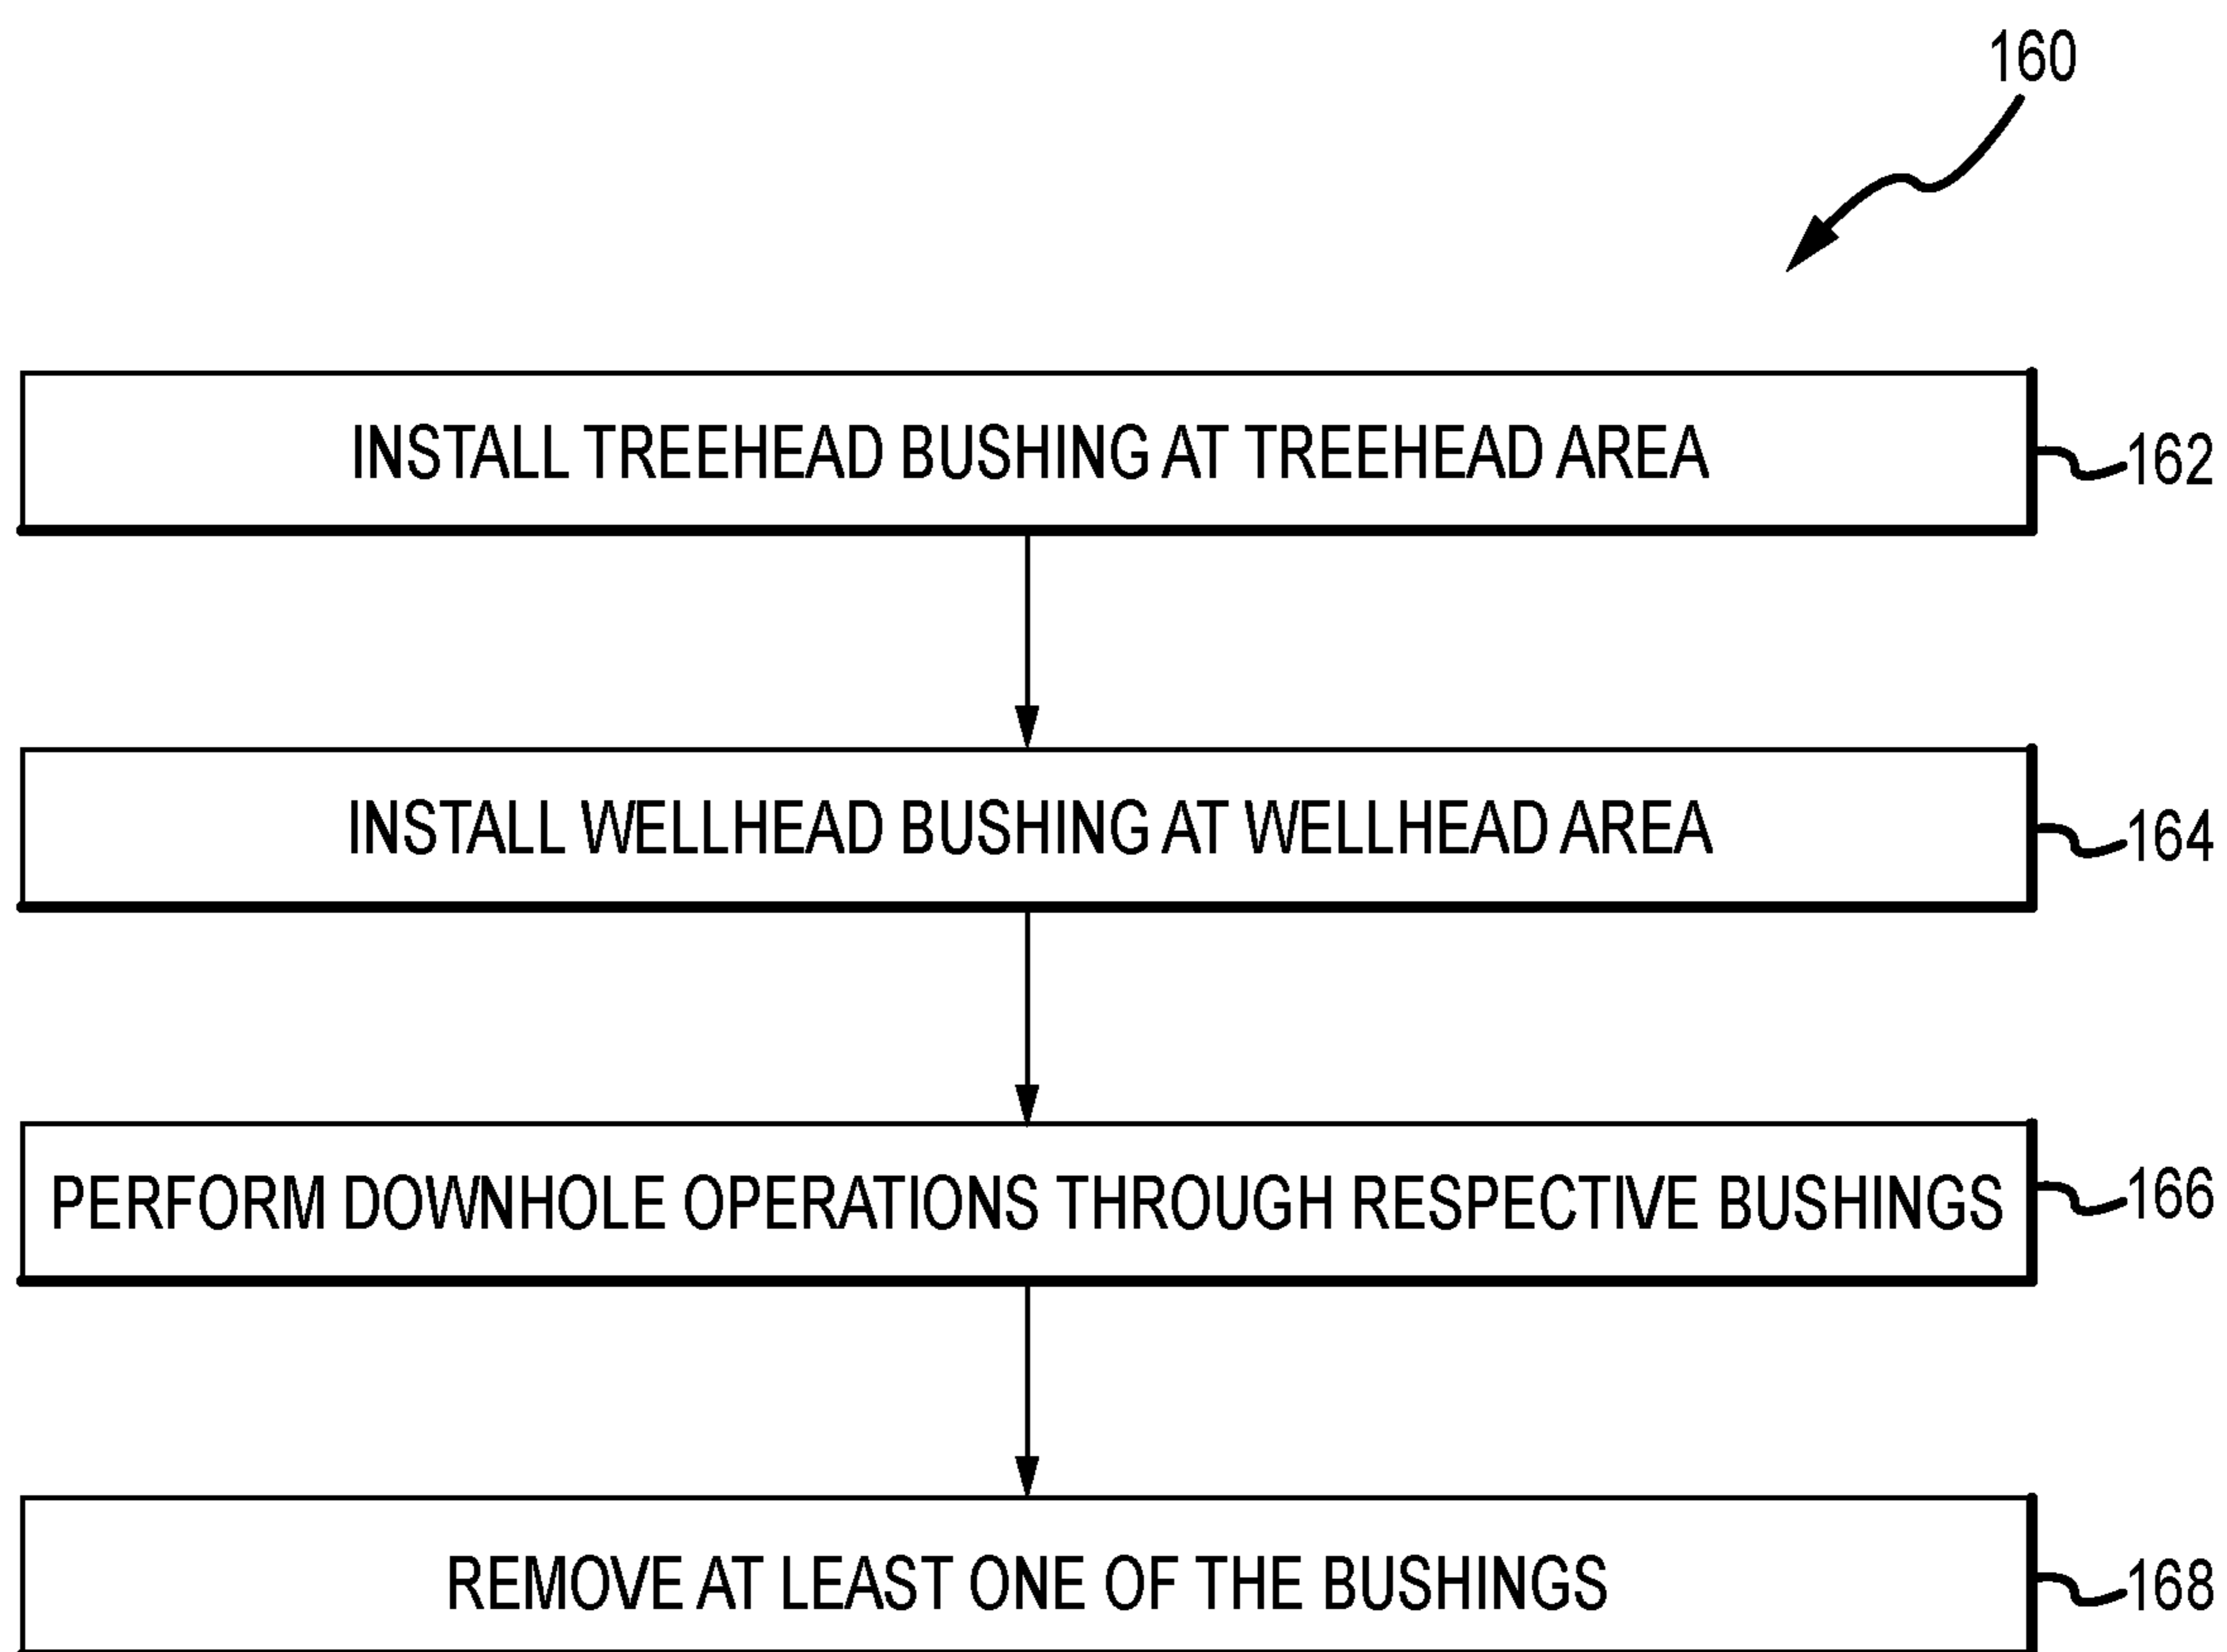 160
INSTALL TREEHEAD BUSHING AT TREEHEAD AREA
162
INSTALL WELLHEAD BUSHING AT WELLHEAD AREA
164
PERFORM DOWNHOLE OPERATIONS THROUGH RESPECTIVE BUSHINGS
166
REMOVE AT LEAST ONE OF THE BUSHINGS
168